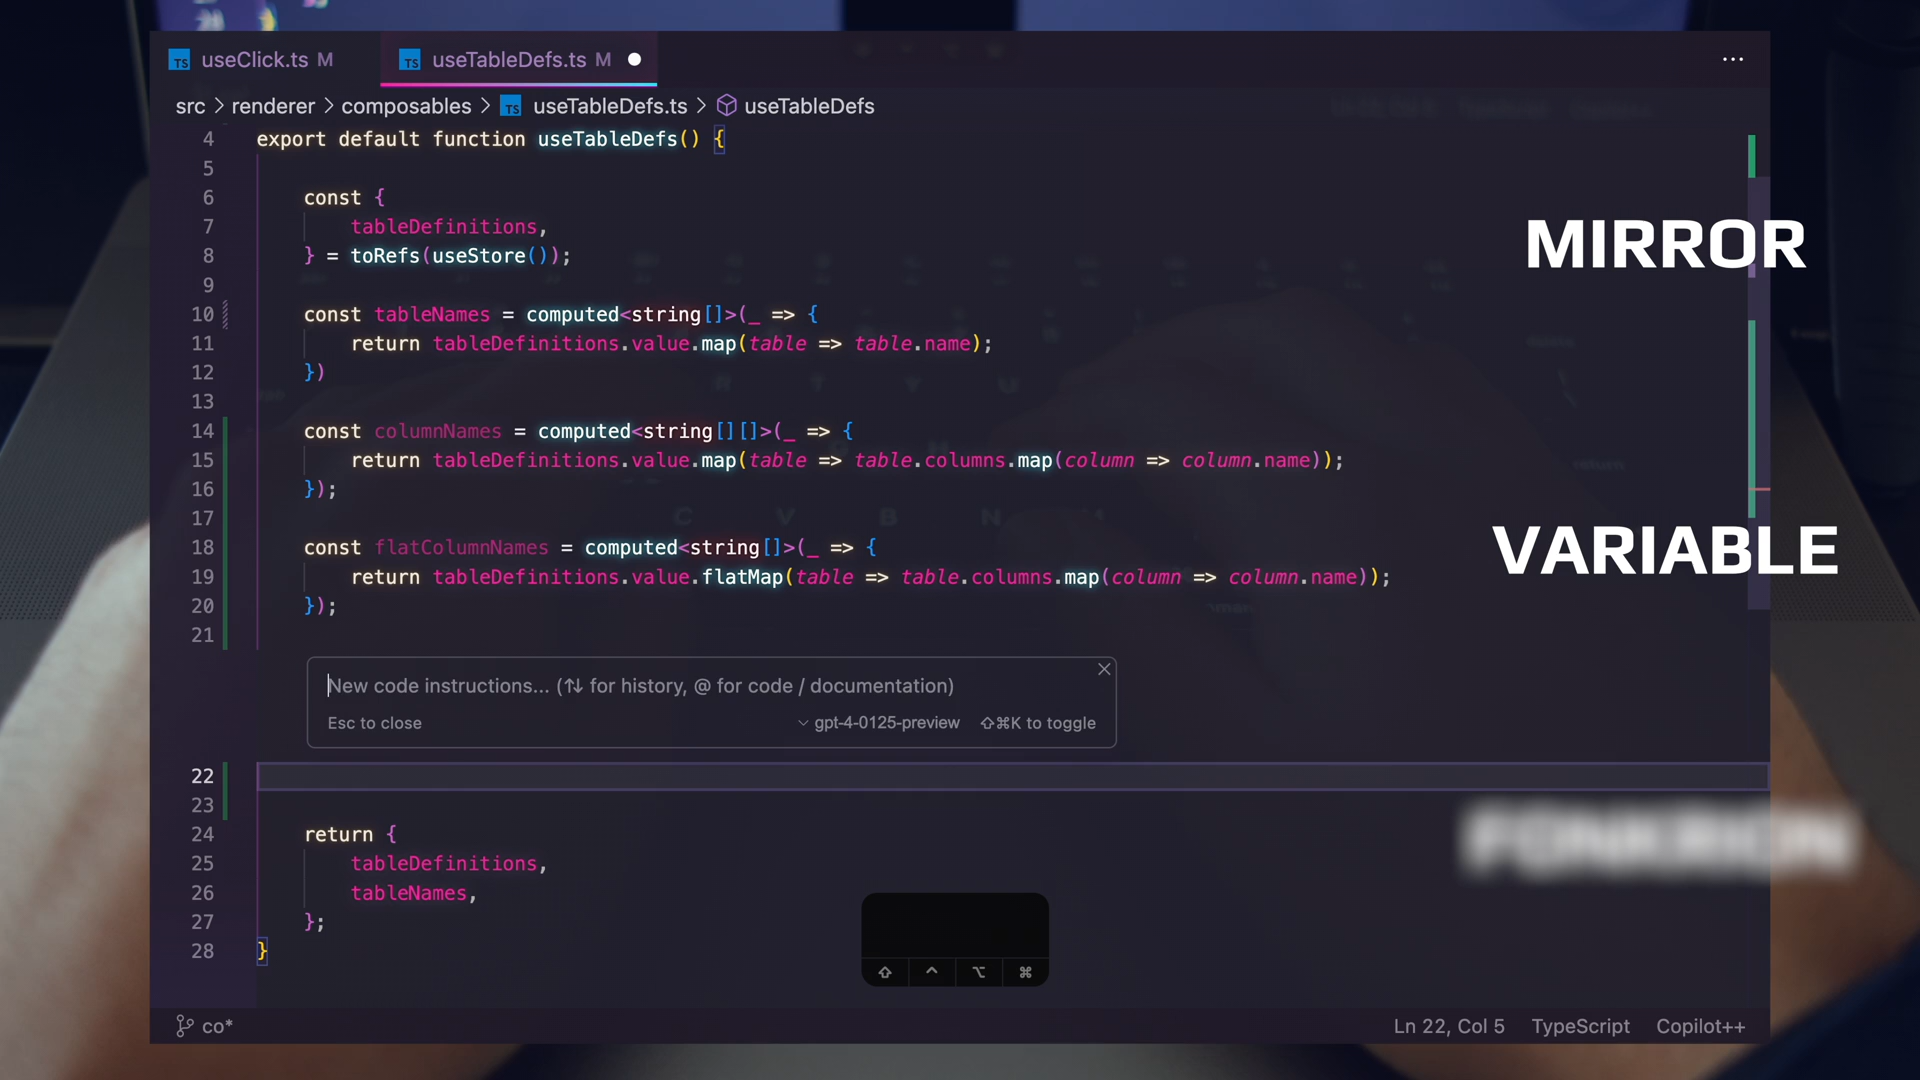 useClick.ts M
useTableDefs.ts M
src > renderer > composables > TS useTableDefs.ts > useTableDefs
4 export default function useTableDefs() {
5
6 const {
7 tableDefinitions,
8 } = toRefs(useStore());
9
10 const tableNames = computed<string[]>(_ => {
11 return tableDefinitions.value.map(table => table.name);
12 })
13
14 const columnNames = computed<string[][]>(_ => {
15 return tableDefinitions.value.map(table => table.columns.map(column => column.name));
16 });
17
18 const flatColumnNames = computed<string[]>(_ => {
19 return tableDefinitions.value.flatMap(table => table.columns.map(column => column.name));
20 });
21
New code instructions... (↑↓ for history, @ for code / documentation)
Esc to close gpt-4-0125-preview ⇧⌘K to toggle
22
23
24 return {
25 tableDefinitions,
26 tableNames,
27 };
28 }
MIRROR
VARIABLE
co* Ln 22, Col 5 TypeScript Copilot++